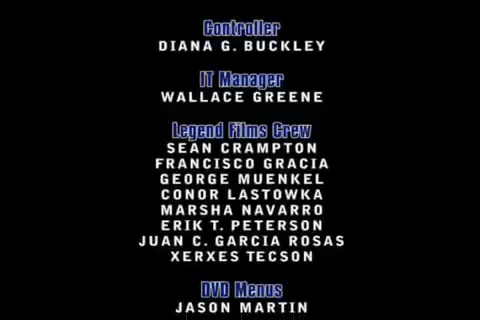 Controller
DIANA G. BUCKLEY
IT Manager
WALLACE GREENE
Legend Films Crew
SEAN CRAMPTON
FRANCISCO GRACIA
GEORGE MUENKEL
CONOR LASTOWKA
MARSHA NAVARRO
ERIK T. PETERSON
JUAN C. GARCIA ROSAS
XERXES TECSON
DVD Menus
JASON MARTIN